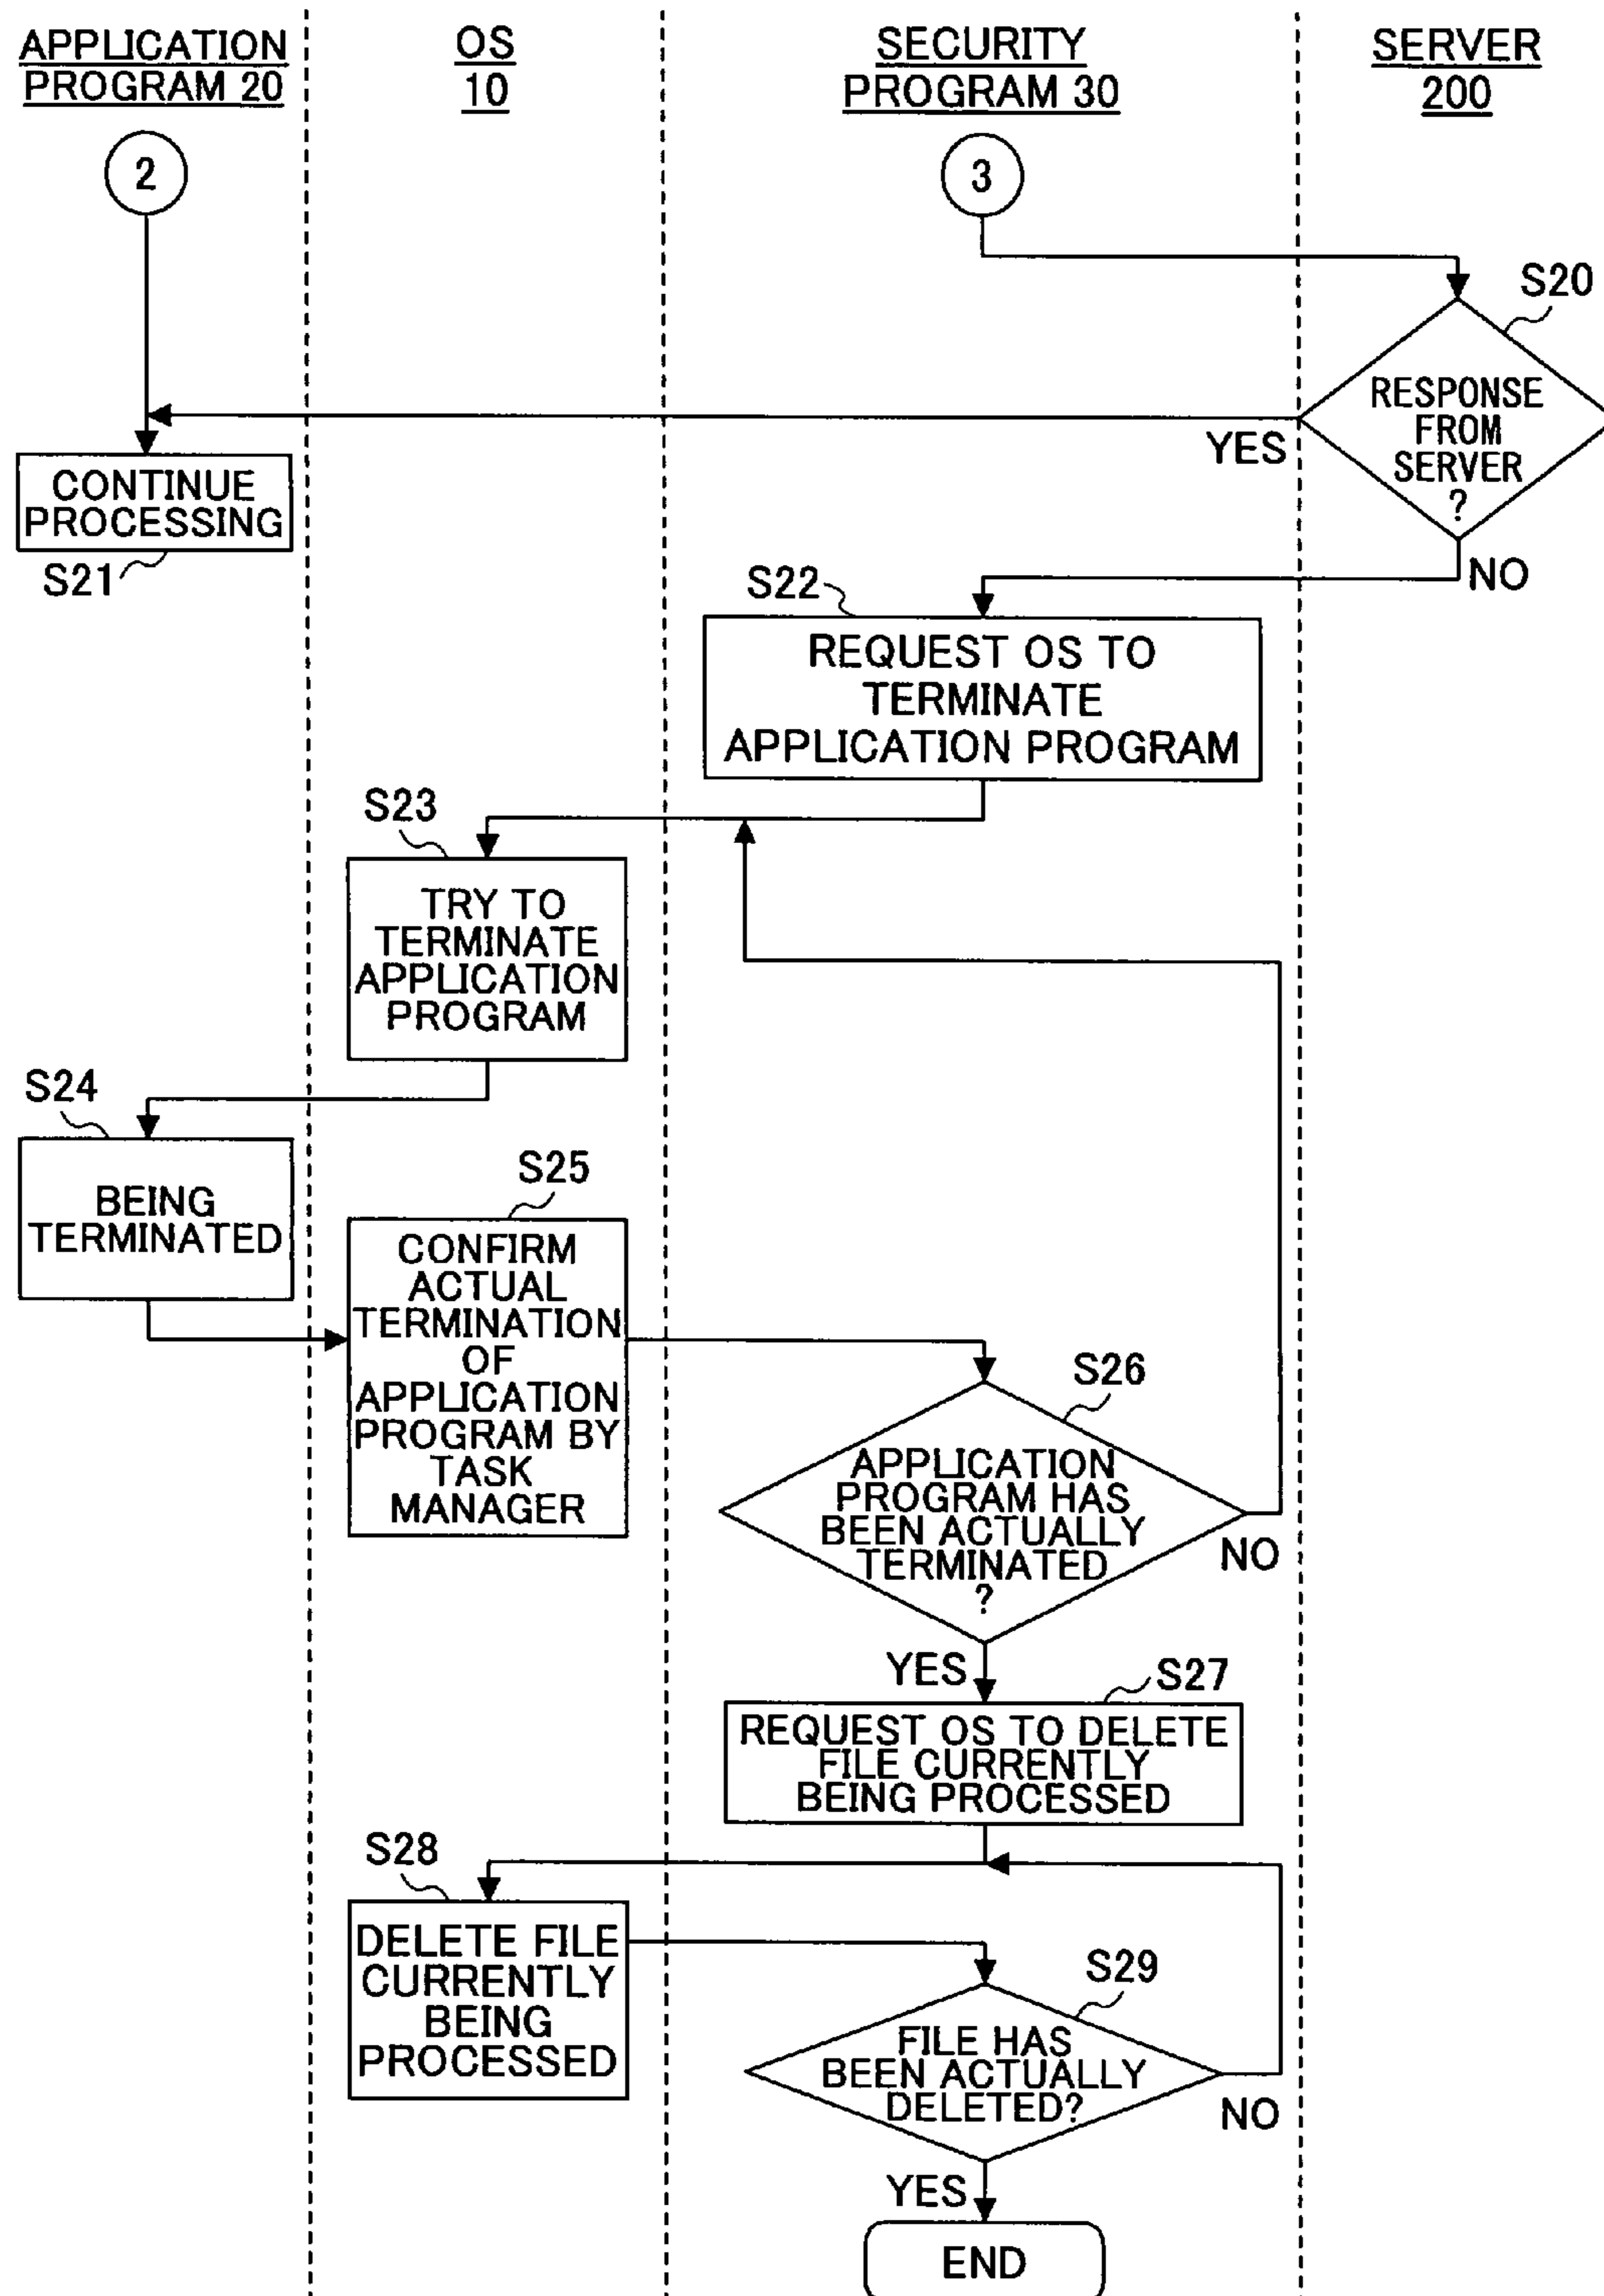 APPLICATION
PROGRAM 20
OS
10
SECURITY
PROGRAM 30
SERVER
200
2
3
S20
RESPONSE
FROM
SERVER
?
YES
NO
CONTINUE
PROCESSING
S21
S22
REQUEST OS TO
TERMINATE
APPLICATION PROGRAM
S23
TRY TO
TERMINATE
APPLICATION
PROGRAM
S24
BEING
TERMINATED
S25
CONFIRM
ACTUAL
TERMINATION
OF
APPLICATION
PROGRAM BY
TASK
MANAGER
S26
APPLICATION
PROGRAM HAS
BEEN ACTUALLY
TERMINATED
?
NO
YES
S27
REQUEST OS TO DELETE
FILE CURRENTLY
BEING PROCESSED
S28
DELETE FILE
CURRENTLY
BEING
PROCESSED
S29
FILE HAS
BEEN ACTUALLY
DELETED?
NO
YES
END